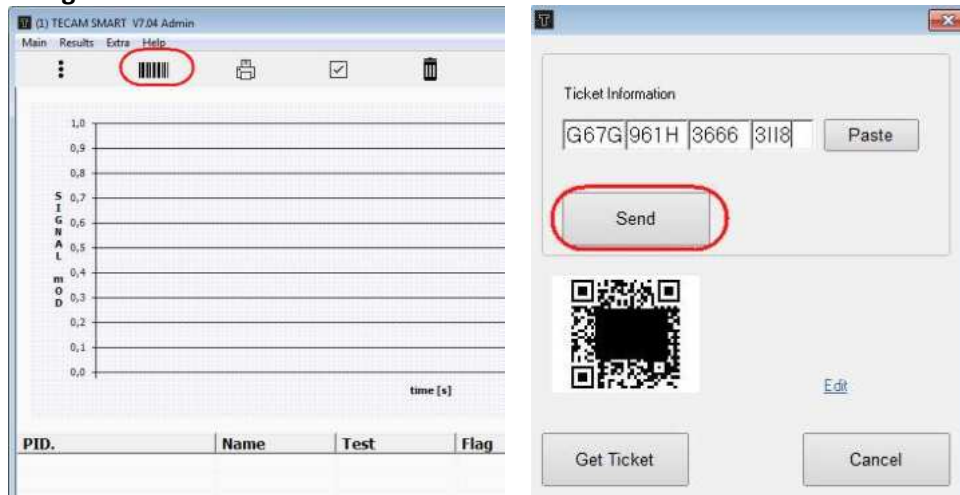 (1) TECAM SMART V7.04 Admin
Main Results Extra Help
1,0
0,9
0,8
0,7
0,6
0,5
0,4
0,3
0,2
0,1
0,0
SIGNAL mOD
time [s]
PID. Name Test Flag
Ticket Information
G67G 961H 3666 3II8 Paste
Send
Edit
Get Ticket Cancel